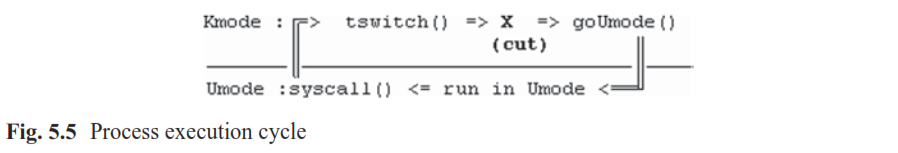 Kmode : => tswitch() => X => goUmode()
(cut)
Umode :syscall() <= run in Umode <=
Fig. 5.5 Process execution cycle